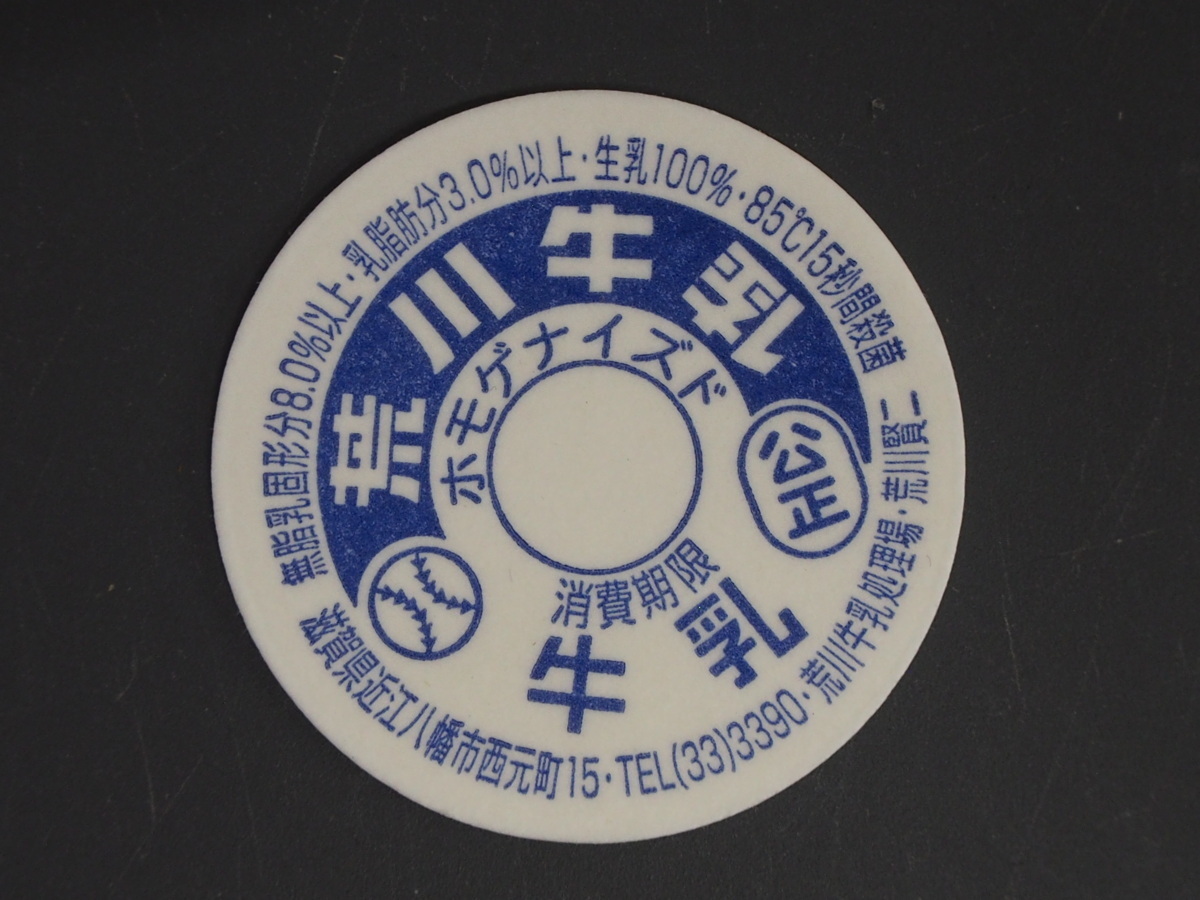 無脂乳固形分8.0%以上・乳脂肪分3.0%以上・生乳100%・85℃15秒間殺菌
荒川牛乳
ホモゲナイズド
公正
消費期限
牛乳
滋賀県近江八幡市西元町15・TEL(33)3390・荒川牛乳処理場・荒川賢二